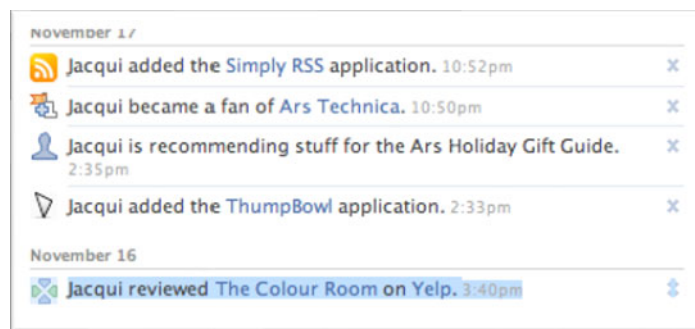 November 17
Jacqui added the Simply RSS application. 10:52pm
Jacqui became a fan of Ars Technica. 10:50pm
Jacqui is recommending stuff for the Ars Holiday Gift Guide.
2:35pm
Jacqui added the ThumpBowl application. 2:33pm
November 16
Jacqui reviewed The Colour Room on Yelp. 3:40pm